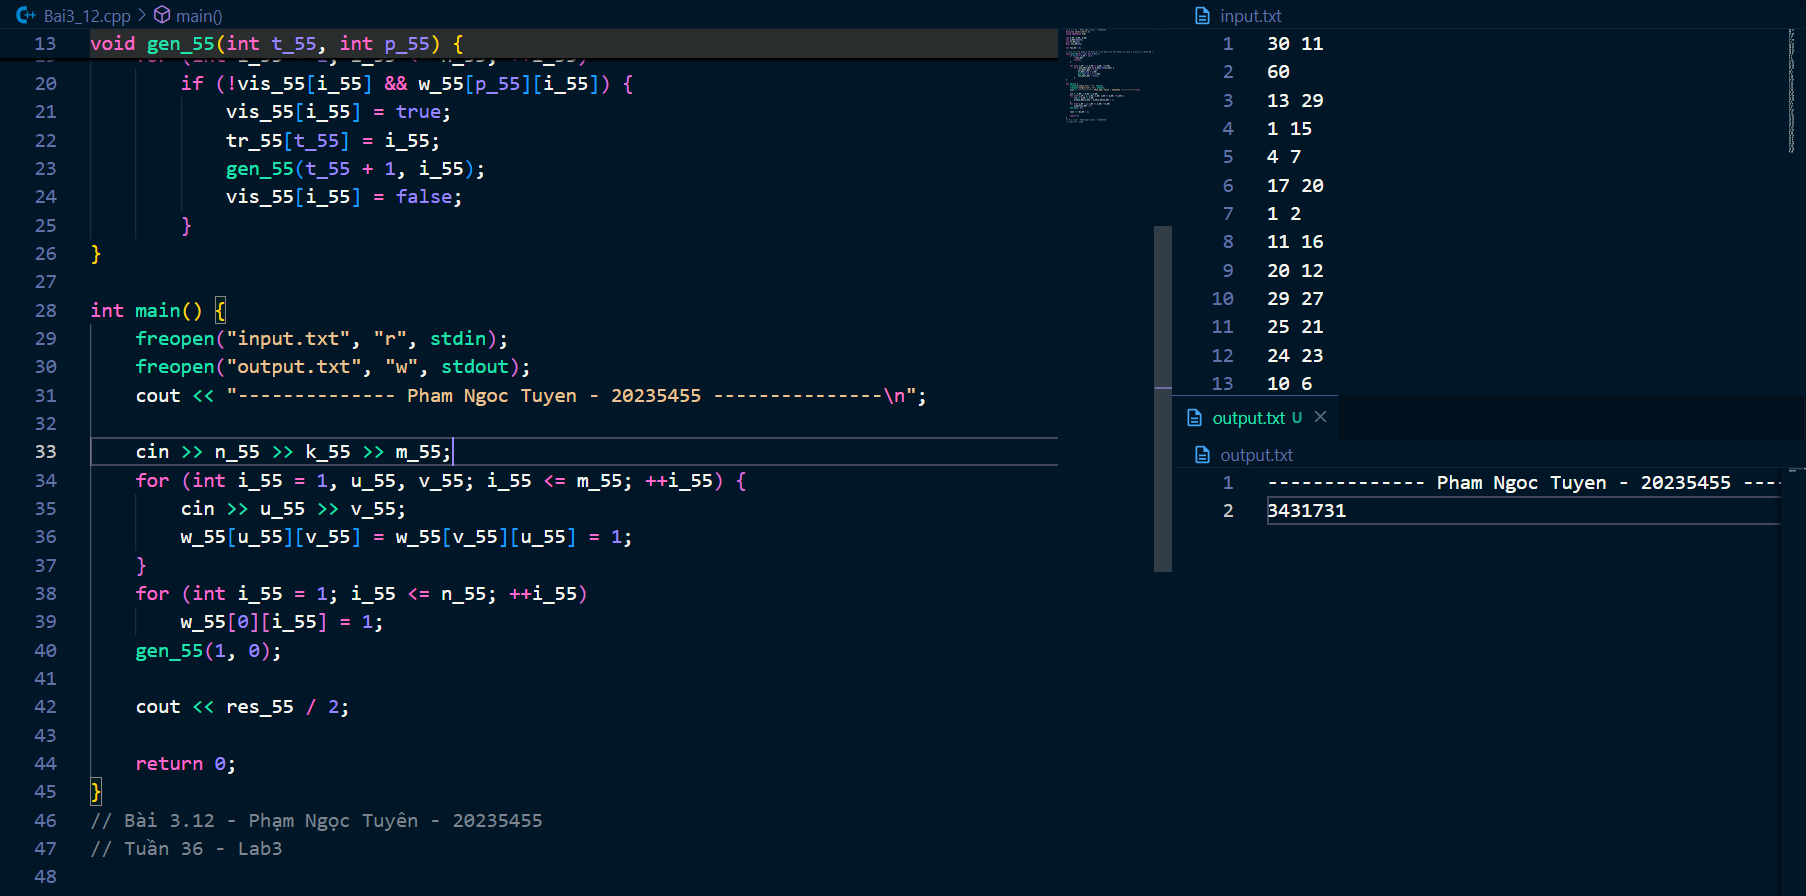 Bai3_12.cpp > main()
13 void gen_55(int t_55, int p_55) {
20 if (!vis_55[i_55] && w_55[p_55][i_55]) {
21 vis_55[i_55] = true;
22 tr_55[t_55] = i_55;
23 gen_55(t_55 + 1, i_55);
24 vis_55[i_55] = false;
25 }
26 }
27
28 int main() {
29 freopen("input.txt", "r", stdin);
30 freopen("output.txt", "w", stdout);
31 cout << "-------------- Pham Ngoc Tuyen - 20235455 ---------------\n";
32
33 cin >> n_55 >> k_55 >> m_55;
34 for (int i_55 = 1, u_55, v_55; i_55 <= m_55; ++i_55) {
35 cin >> u_55 >> v_55;
36 w_55[u_55][v_55] = w_55[v_55][u_55] = 1;
37 }
38 for (int i_55 = 1; i_55 <= n_55; ++i_55)
39 w_55[0][i_55] = 1;
40 gen_55(1, 0);
41
42 cout << res_55 / 2;
43
44 return 0;
45 }
46 // Bài 3.12 - Phạm Ngọc Tuyên - 20235455
47 // Tuần 36 - Lab3
48
input.txt
1 30 11
2 60
3 13 29
4 1 15
5 4 7
6 17 20
7 1 2
8 11 16
9 20 12
10 29 27
11 25 21
12 24 23
13 10 6
output.txt U ×
output.txt
1 -------------- Pham Ngoc Tuyen - 20235455 ----
2 3431731